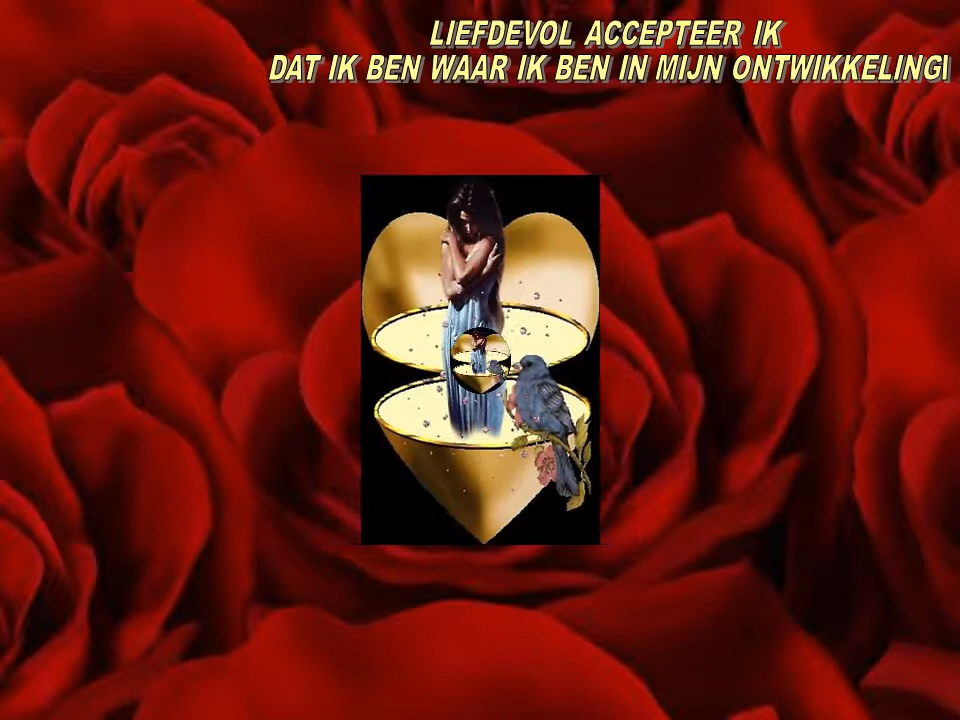 LIEFDEVOL ACCEPTEER IK
DAT IK BEN WAAR IK BEN IN MIJN ONTWIKKELING